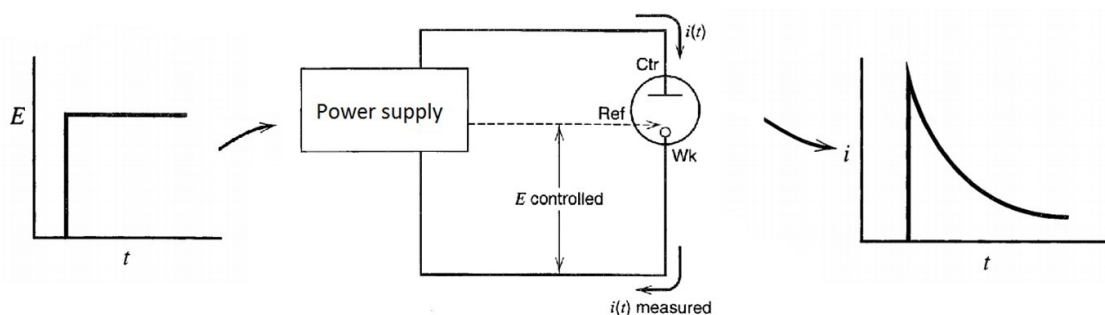 E
t
Power supply
i(t)
Ctr
Ref
Wk
E controlled
i(t) measured
i
t